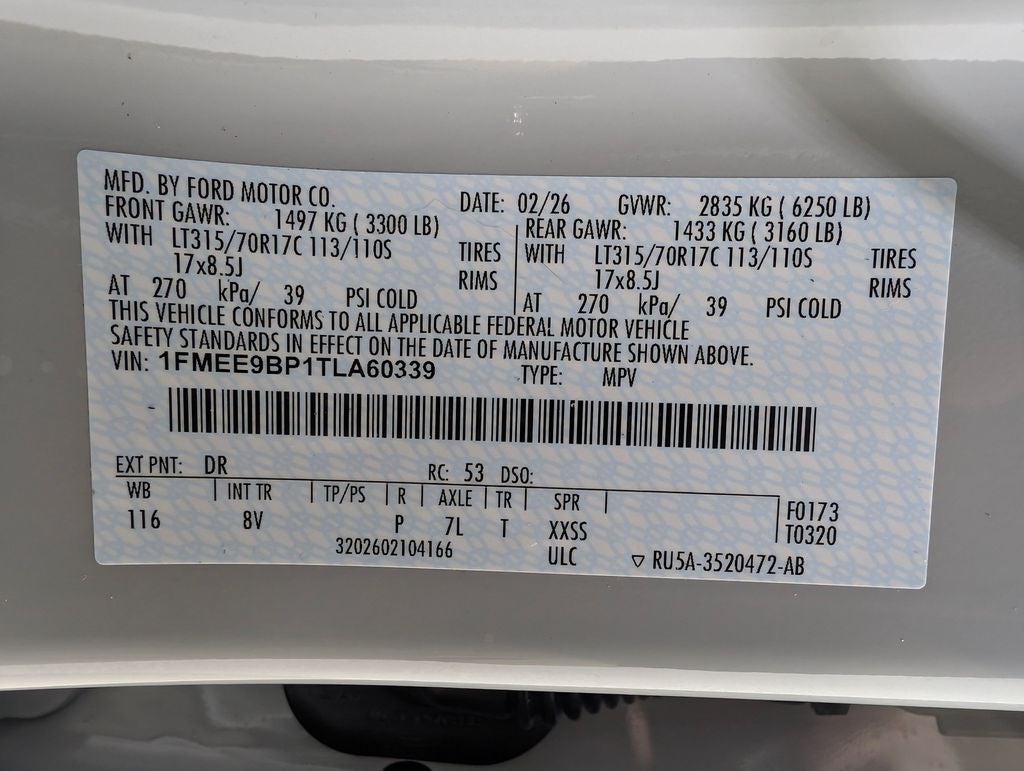 MFD. BY FORD MOTOR CO. DATE: 02/26 GVWR: 2835 KG ( 6250 LB)
FRONT GAWR: 1497 KG ( 3300 LB) REAR GAWR: 1433 KG ( 3160 LB)
WITH LT315/70R17C 113/110S TIRES WITH LT315/70R17C 113/110S TIRES
17x8.5J RIMS 17x8.5J RIMS
AT 270 kPa/ 39 PSI COLD AT 270 kPa/ 39 PSI COLD
THIS VEHICLE CONFORMS TO ALL APPLICABLE FEDERAL MOTOR VEHICLE
SAFETY STANDARDS IN EFFECT ON THE DATE OF MANUFACTURE SHOWN ABOVE.
VIN: 1FMEE9BP1TLA60339 TYPE: MPV
EXT PNT: DR RC: 53 DSO:
WB INT TR TP/PS R AXLE TR SPR F0173
116 8V P 7L T XXSS T0320
3202602104166 ULC ▽ RU5A-3520472-AB